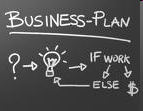 BUSINESS-PLAN
? IF WORK
ELSE $